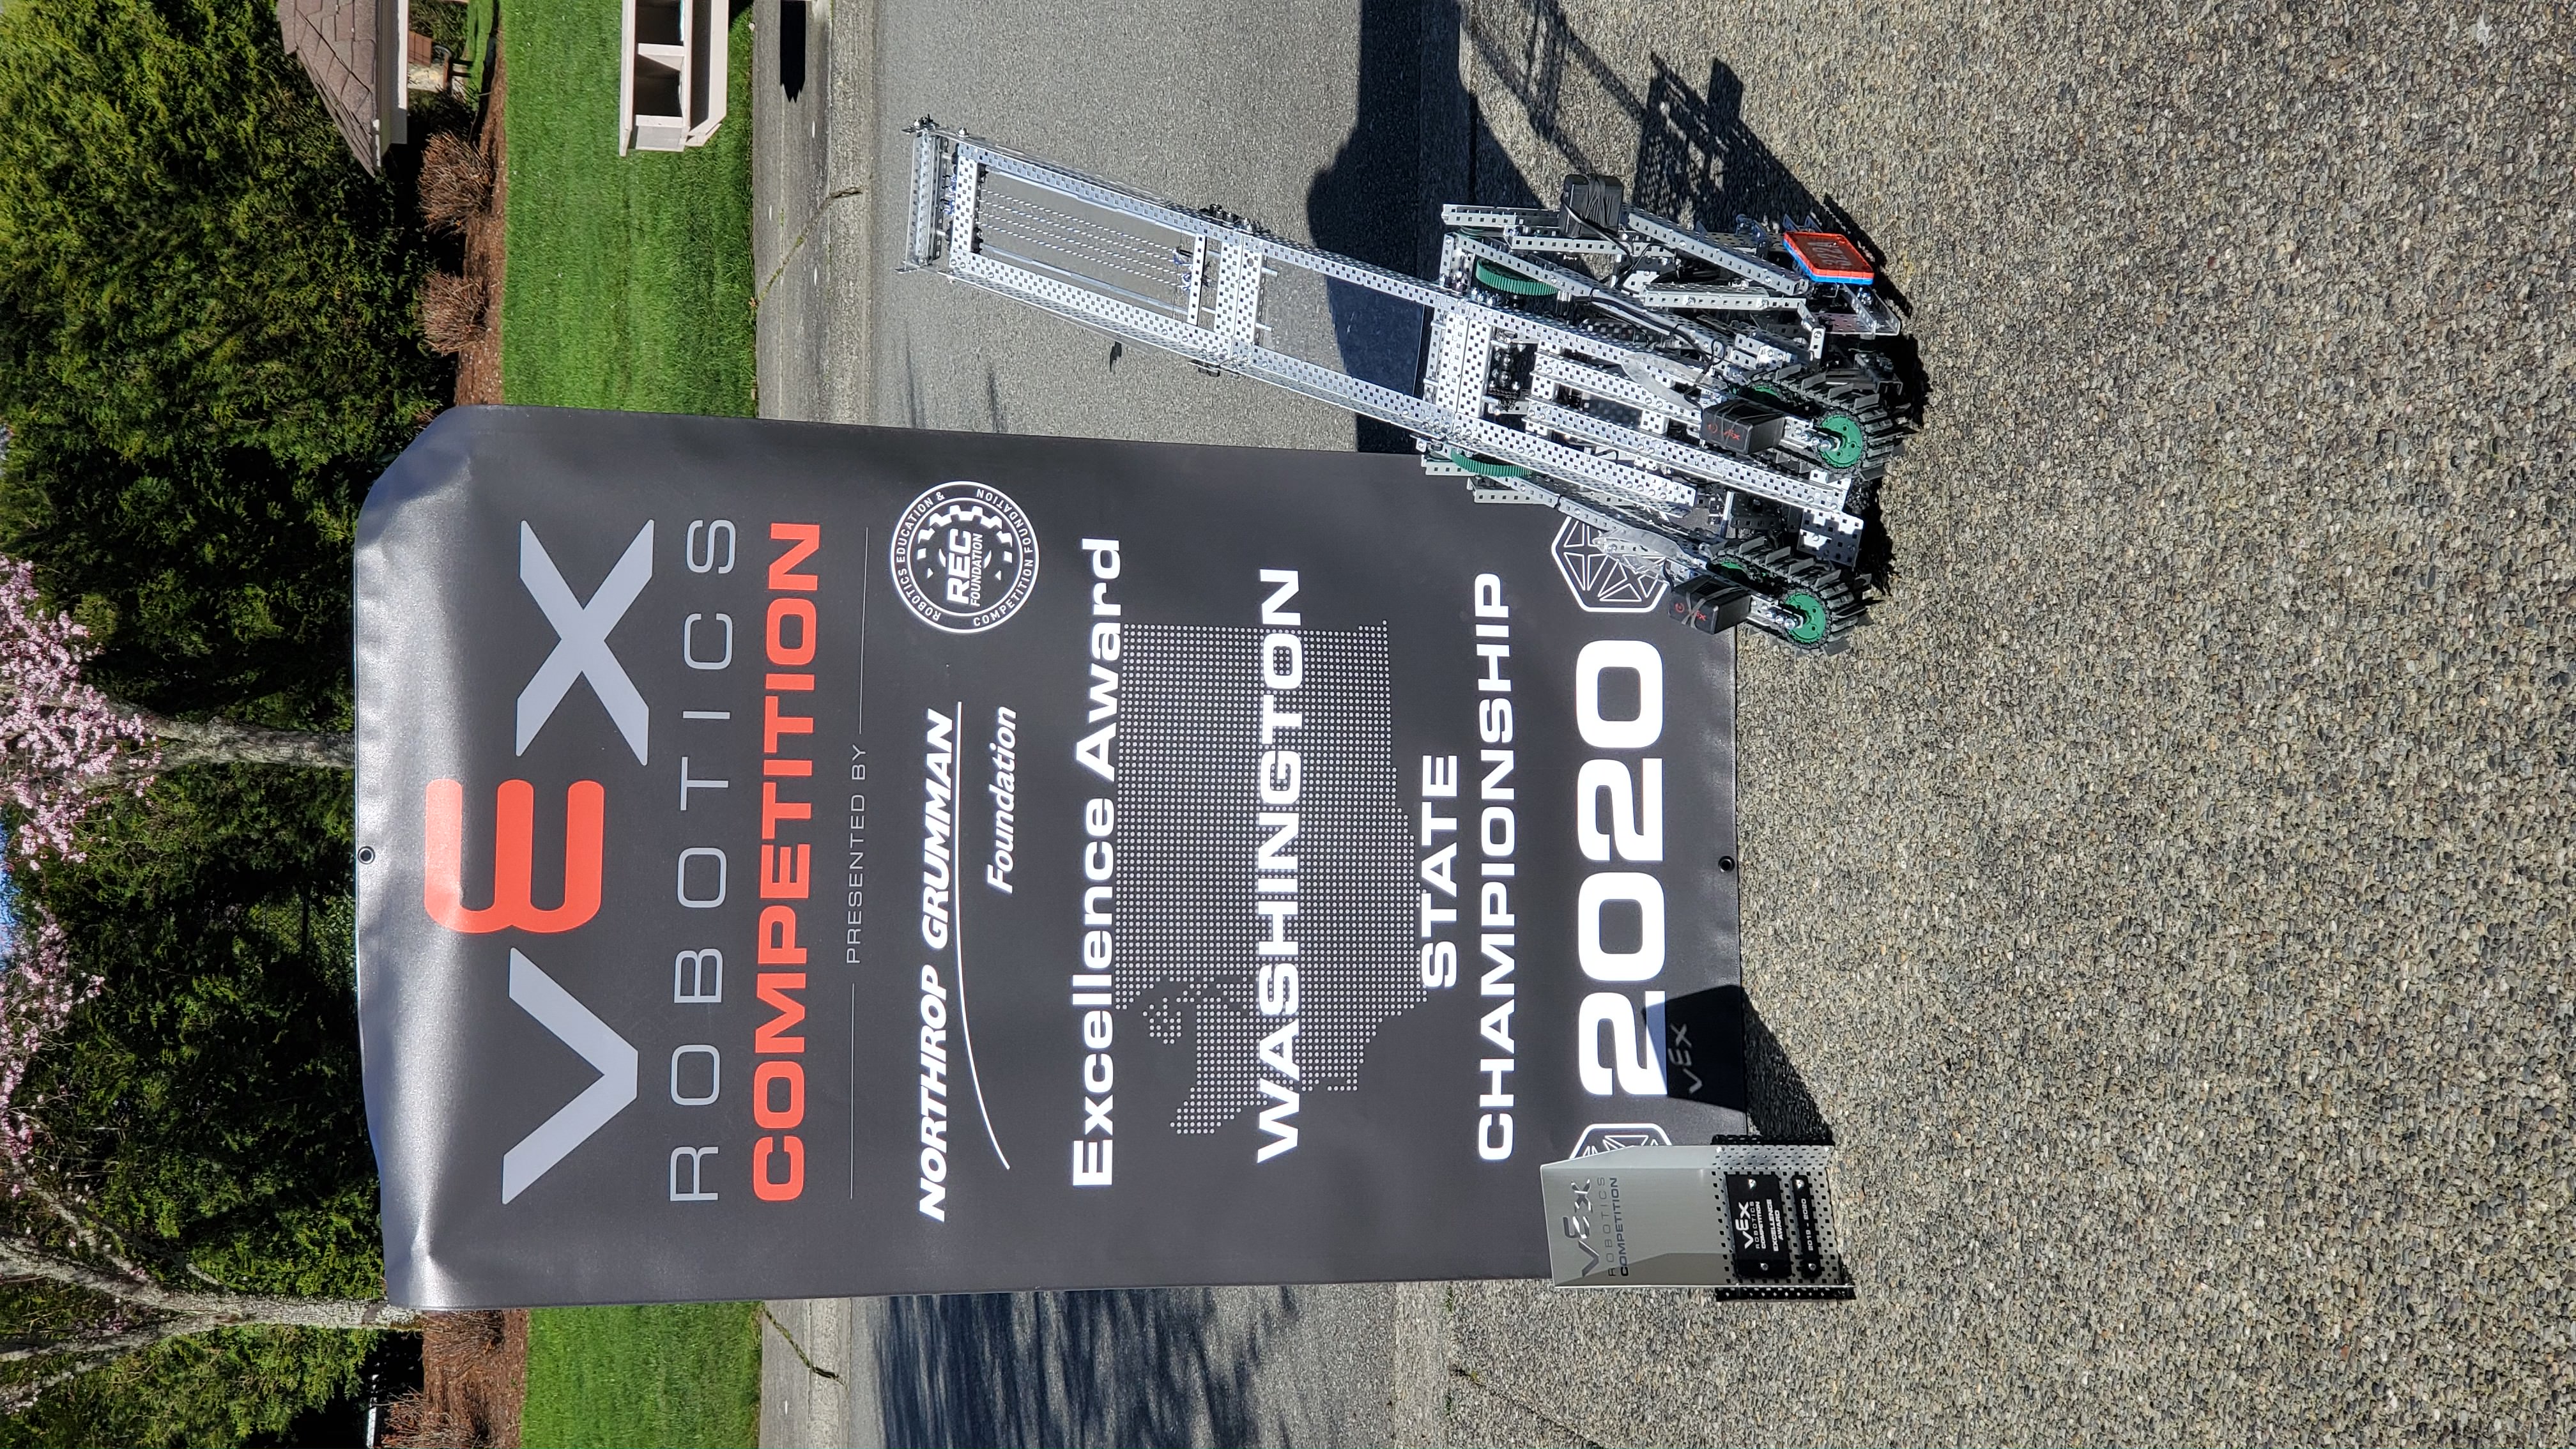 VEX
ROBOTICS
COMPETITION
PRESENTED BY
NORTHROP GRUMMAN
Foundation
ROBOTICS EDUCATION &
REC
FOUNDATION
COMPETITION FOUNDATION
Excellence Award
WASHINGTON
STATE
CHAMPIONSHIP
2020
VEX
ROBOTICS
COMPETITION
VEX
VEX
ROBOTICS
COMPETITION
EXCELLENCE
AWARD
2019 - 2020